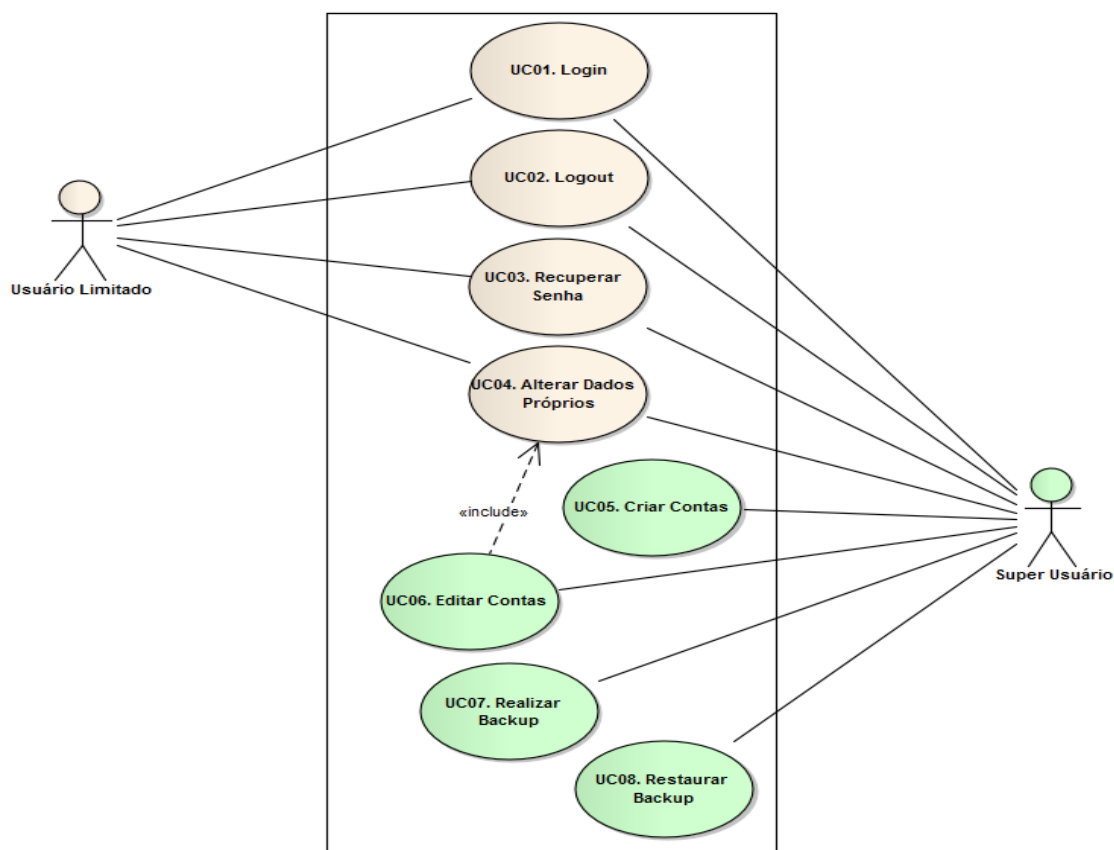 UC01. Login
UC02. Logout
Usuário Limitado
UC03. Recuperar
Senha
UC04. Alterar Dados
Próprios
«include»
UC05. Criar Contas
Super Usuário
UC06. Editar Contas
UC07. Realizar
Backup
UC08. Restaurar
Backup